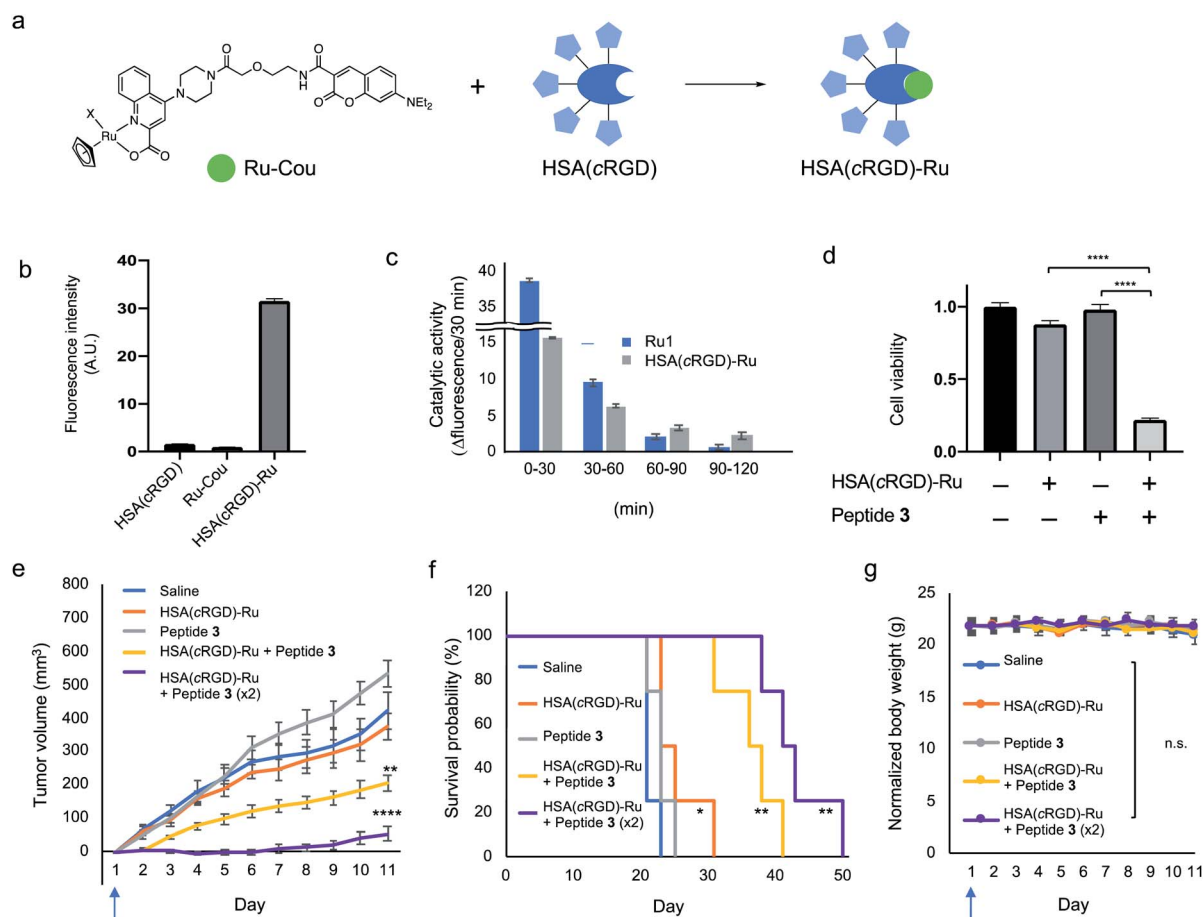 a
O
O
N
O
NH
O
N
O
O
NEt2
X
N
Ru
O
O
Ru-Cou
+
HSA(cRGD)
HSA(cRGD)-Ru
b
Fluorescence intensity
(A.U.)
40
30
20
10
0
HSA(cRGD)
Ru-Cou
HSA(cRGD)-Ru
c
Catalytic activity
(Δfluorescence/30 min)
40
35
15
10
5
0
Ru1
HSA(cRGD)-Ru
0-30
30-60
60-90
90-120
(min)
d
Cell viability
1.0
0.5
0.0
****
****
HSA(cRGD)-Ru
– + – +
Peptide 3
– – + +
e
Tumor volume (mm3)
800
700
600
500
400
300
200
100
0
Saline
HSA(cRGD)-Ru
Peptide 3
HSA(cRGD)-Ru + Peptide 3
HSA(cRGD)-Ru
+ Peptide 3 (x2)
**
****
1 2 3 4 5 6 7 8 9 10 11
Day
f
Survival probability (%)
120
100
80
60
40
20
0
Saline
HSA(cRGD)-Ru
Peptide 3
HSA(cRGD)-Ru
+ Peptide 3
HSA(cRGD)-Ru
+ Peptide 3 (x2)
* ** **
0 10 20 30 40 50
Day
g
Normalized body weight (g)
25
20
15
10
5
0
Saline
HSA(cRGD)-Ru
Peptide 3
HSA(cRGD)-Ru
+ Peptide 3
HSA(cRGD)-Ru
+ Peptide 3 (x2)
n.s.
1 2 3 4 5 6 7 8 9 10 11
Day